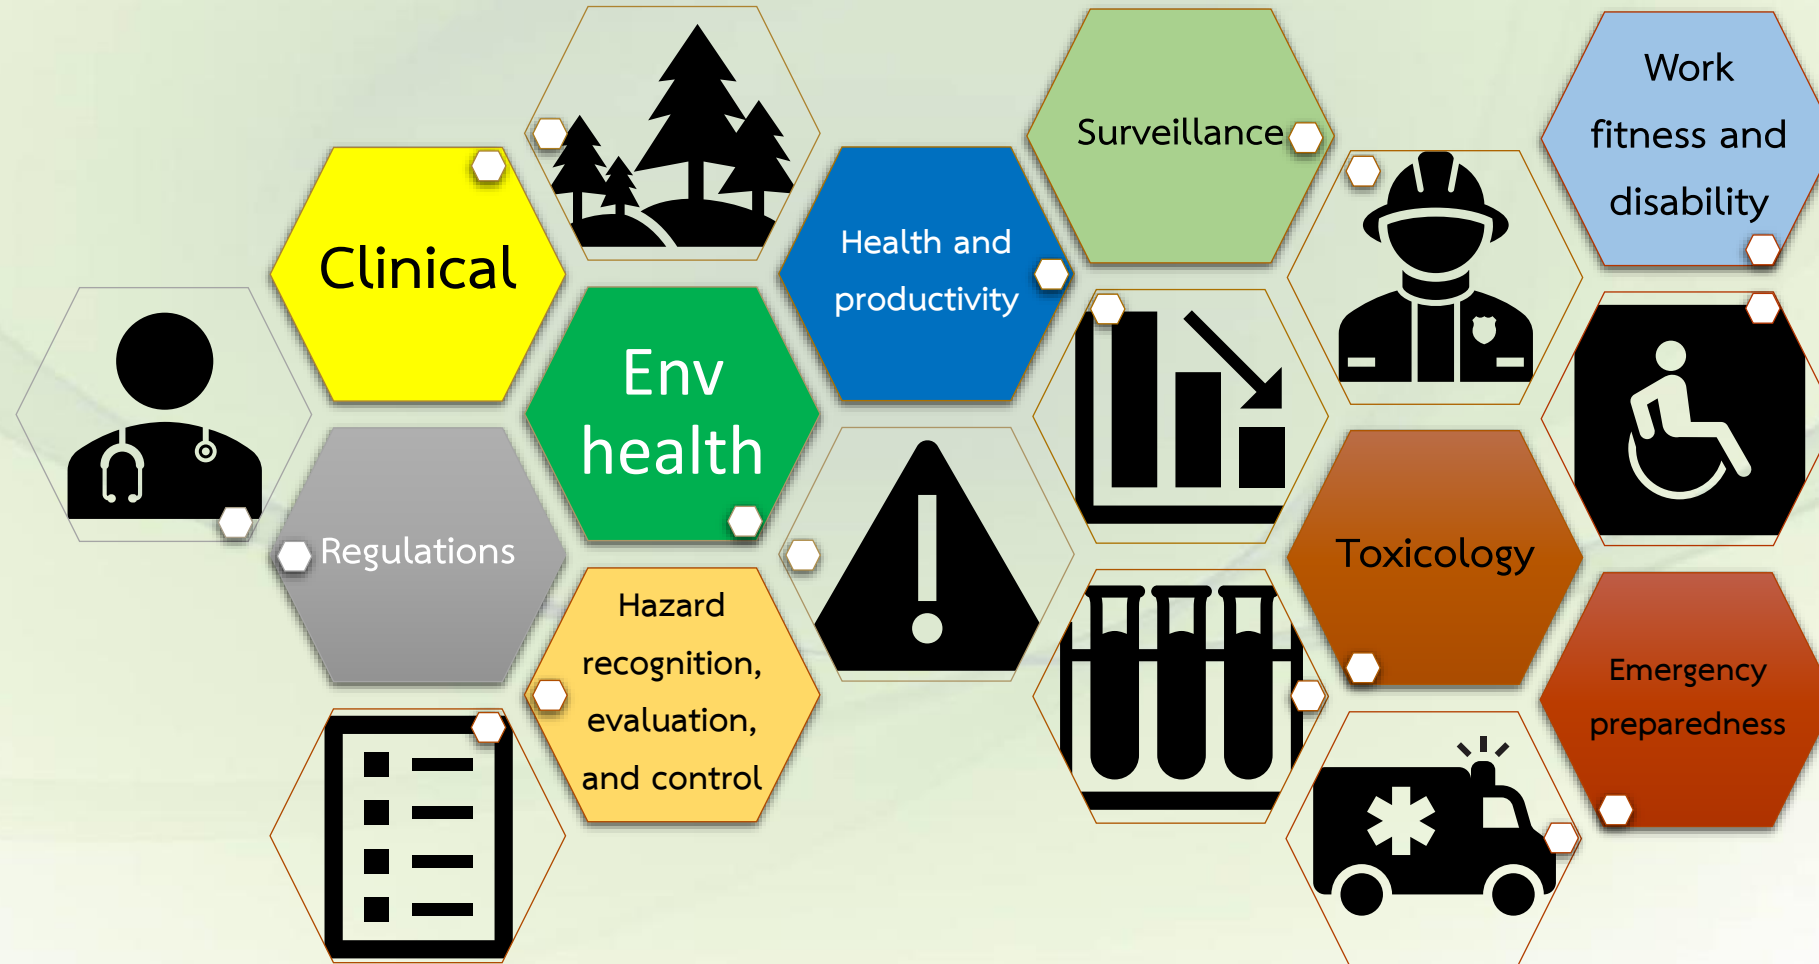 Clinical
Regulations
Env
health
Hazard
recognition,
evaluation,
and control
Health and
productivity
Surveillance
Toxicology
Work
fitness and
disability
Emergency
preparedness